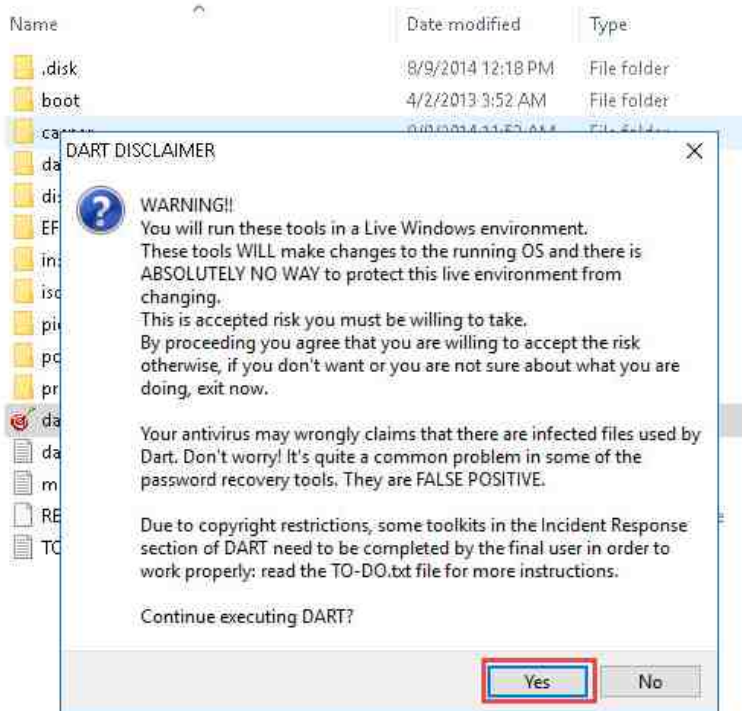 Name Date modified Type
.disk 8/9/2014 12:18 PM File folder
boot 4/2/2013 3:52 AM File folder
DART DISCLAIMER
WARNING!!
You will run these tools in a Live Windows environment.
These tools WILL make changes to the running OS and there is
ABSOLUTELY NO WAY to protect this live environment from
changing.
This is accepted risk you must be willing to take.
By proceeding you agree that you are willing to accept the risk
otherwise, if you don't want or you are not sure about what you are
doing, exit now.
Your antivirus may wrongly claims that there are infected files used by
Dart. Don't worry! It's quite a common problem in some of the
password recovery tools. They are FALSE POSITIVE.
Due to copyright restrictions, some toolkits in the Incident Response
section of DART need to be completed by the final user in order to
work properly: read the TO-DO.txt file for more instructions.
Continue executing DART?
Yes No